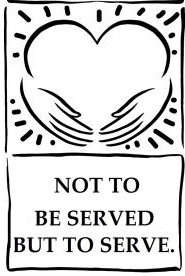 NOT TO
BE SERVED
BUT TO SERVE.